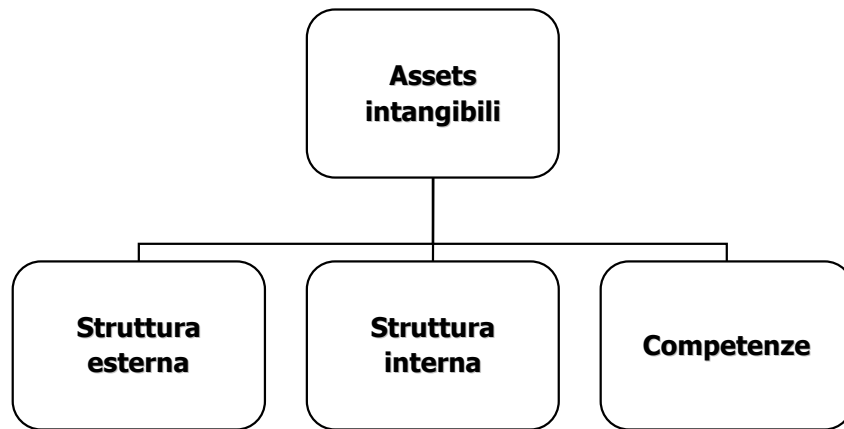 Assets
intangibili
Struttura
esterna
Struttura
interna
Competenze